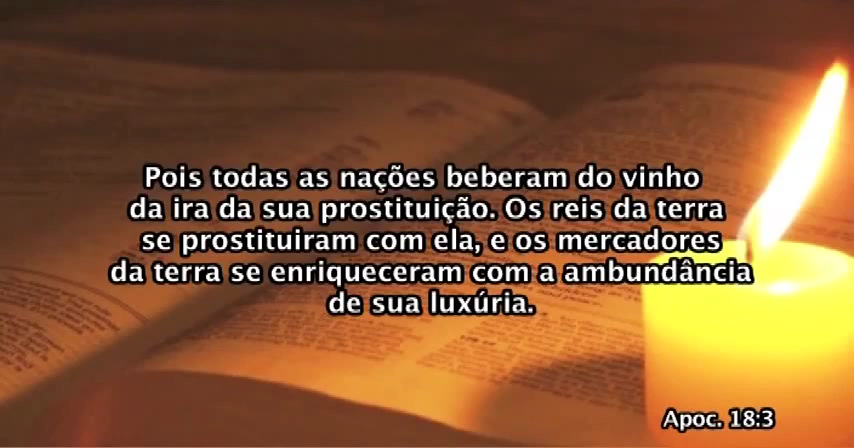 Pois todas as nações beberam do vinho
da ira da sua prostituição. Os reis da terra
se prostituiram com ela, e os mercadores
da terra se enriqueceram com a ambundância
de sua luxúria.
Apoc. 18:3